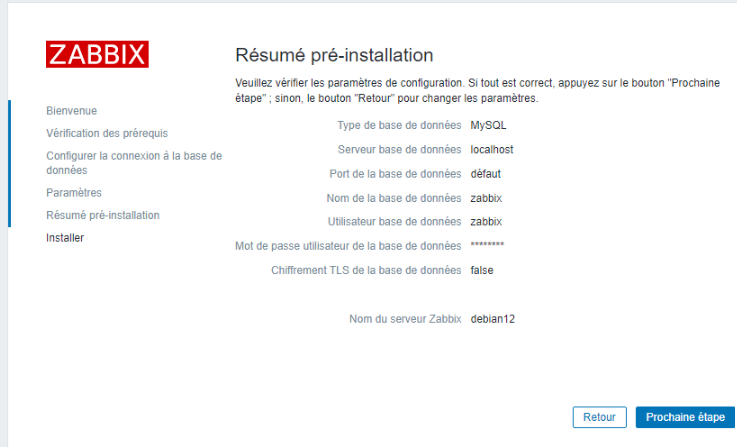 ZABBIX
Bienvenue
Vérification des prérequis
Configurer la connexion à la base de
données
Paramètres
Résumé pré-installation
Installer
Résumé pré-installation
Veuillez vérifier les paramètres de configuration. Si tout est correct, appuyez sur le bouton "Prochaine
étape" ; sinon, le bouton "Retour" pour changer les paramètres.
Type de base de données MySQL
Serveur base de données localhost
Port de la base de données défaut
Nom de la base de données zabbix
Utilisateur base de données zabbix
Mot de passe utilisateur de la base de données ********
Chiffrement TLS de la base de données false
Nom du serveur Zabbix debian12
Retour Prochaine étape